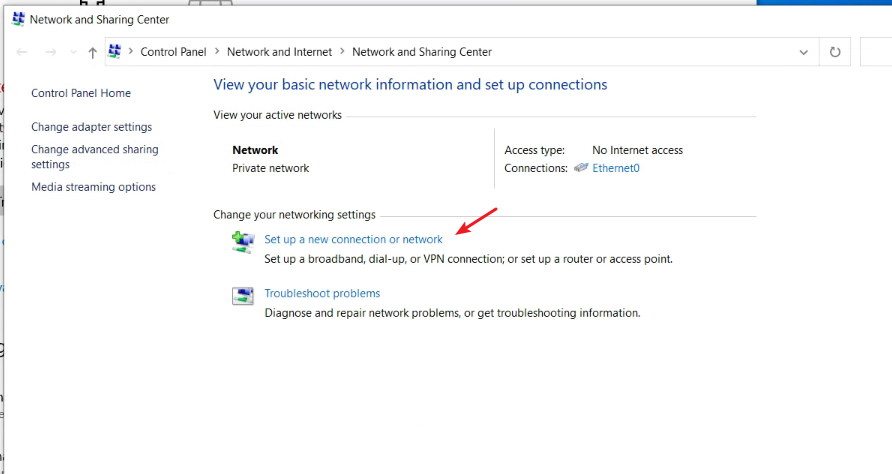 Network and Sharing Center
Control Panel > Network and Internet > Network and Sharing Center
Control Panel Home
Change adapter settings
Change advanced sharing
settings
Media streaming options
View your basic network information and set up connections
View your active networks
Network
Private network
Access type: No Internet access
Connections: Ethernet0
Change your networking settings
Set up a new connection or network
Set up a broadband, dial-up, or VPN connection; or set up a router or access point.
Troubleshoot problems
Diagnose and repair network problems, or get troubleshooting information.